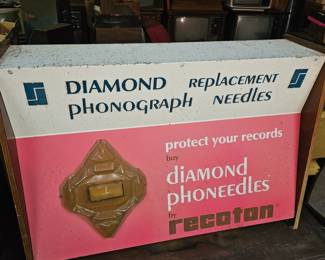 DIAMOND REPLACEMENT
phonograph NEEDLES
protect your records
buy
diamond
phoneedles
by
recoton